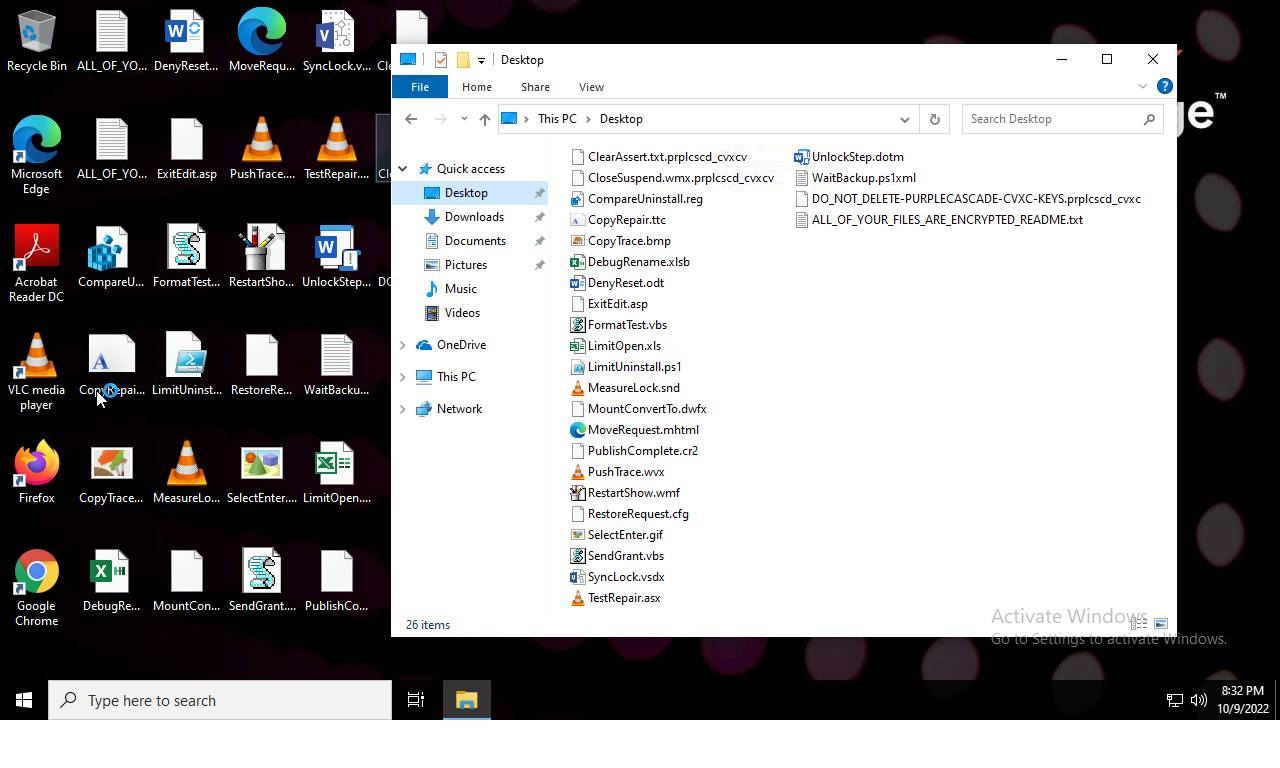 Recycle Bin
ALL_OF_YO...
DenyReset...
MoveRequ...
SyncLock.v...
Microsoft
Edge
ALL_OF_YO...
ExitEdit.asp
PushTrace....
TestRepair....
Acrobat
Reader DC
CompareU...
FormatTest...
RestartSho...
UnlockStep...
VLC media
player
CopyRepai...
LimitUninst...
RestoreRe...
WaitBacku...
Firefox
CopyTrace...
MeasureLo...
SelectEnter....
LimitOpen....
Google
Chrome
DebugRe...
MountCon...
SendGrant....
PublishCo...
Desktop
File
Home
Share
View
This PC
Desktop
Search Desktop
Quick access
Desktop
Downloads
Documents
Pictures
Music
Videos
OneDrive
This PC
Network
ClearAssert.txt.prplcscd_cvxcv
CloseSuspend.wmx.prplcscd_cvxcv
CompareUninstall.reg
CopyRepair.ttc
CopyTrace.bmp
DebugRename.xlsb
DenyReset.odt
ExitEdit.asp
FormatTest.vbs
LimitOpen.xls
LimitUninstall.ps1
MeasureLock.snd
MountConvertTo.dwfx
MoveRequest.mhtml
PublishComplete.cr2
PushTrace.wvx
RestartShow.wmf
RestoreRequest.cfg
SelectEnter.gif
SendGrant.vbs
SyncLock.vsdx
TestRepair.asx
UnlockStep.dotm
WaitBackup.ps1xml
DO_NOT_DELETE-PURPLECASCADE-CVXC-KEYS.prplcscd_cvxc
ALL_OF_YOUR_FILES_ARE_ENCRYPTED_README.txt
26 items
Activate Windows
Go to Settings to activate Windows.
Type here to search
8:32 PM
10/9/2022